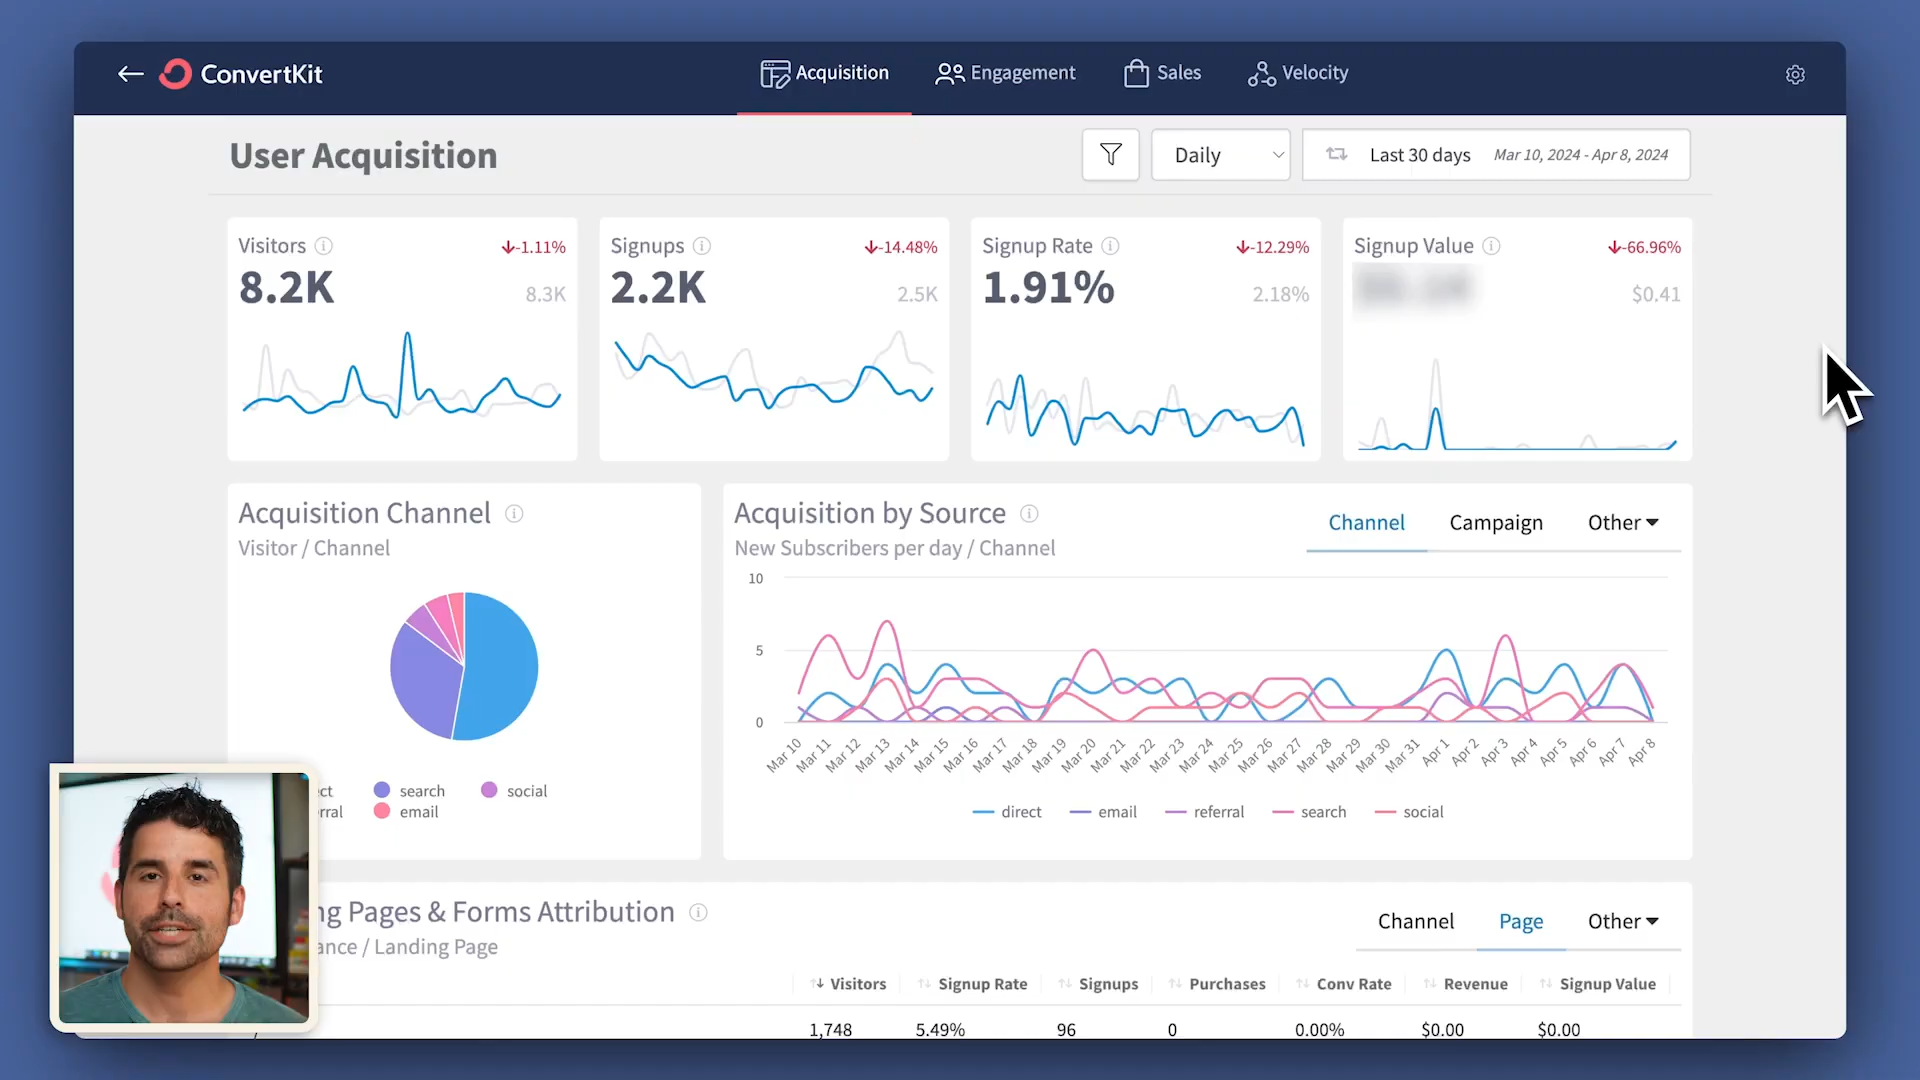 ConvertKit
Acquisition
Engagement
Sales
Velocity
User Acquisition
Daily
Last 30 days
Mar 10, 2024 - Apr 8, 2024
Visitors
-1.11%
8.2K
8.3K
Signups
-14.48%
2.2K
2.5K
Signup Rate
-12.29%
1.91%
2.18%
Signup Value
-66.96%
$0.41
Acquisition Channel
Visitor / Channel
search
social
email
Acquisition by Source
New Subscribers per day / Channel
Channel
Campaign
Other
10
5
0
Mar 10
Mar 11
Mar 12
Mar 13
Mar 14
Mar 15
Mar 16
Mar 17
Mar 18
Mar 19
Mar 20
Mar 21
Mar 22
Mar 23
Mar 24
Mar 25
Mar 26
Mar 27
Mar 28
Mar 29
Mar 30
Mar 31
Apr 1
Apr 2
Apr 3
Apr 4
Apr 5
Apr 6
Apr 7
Apr 8
direct
email
referral
search
social
Pages & Forms Attribution
/ Landing Page
Channel
Page
Other
Visitors
Signup Rate
Signups
Purchases
Conv Rate
Revenue
Signup Value
1,748
5.49%
96
0
0.00%
$0.00
$0.00